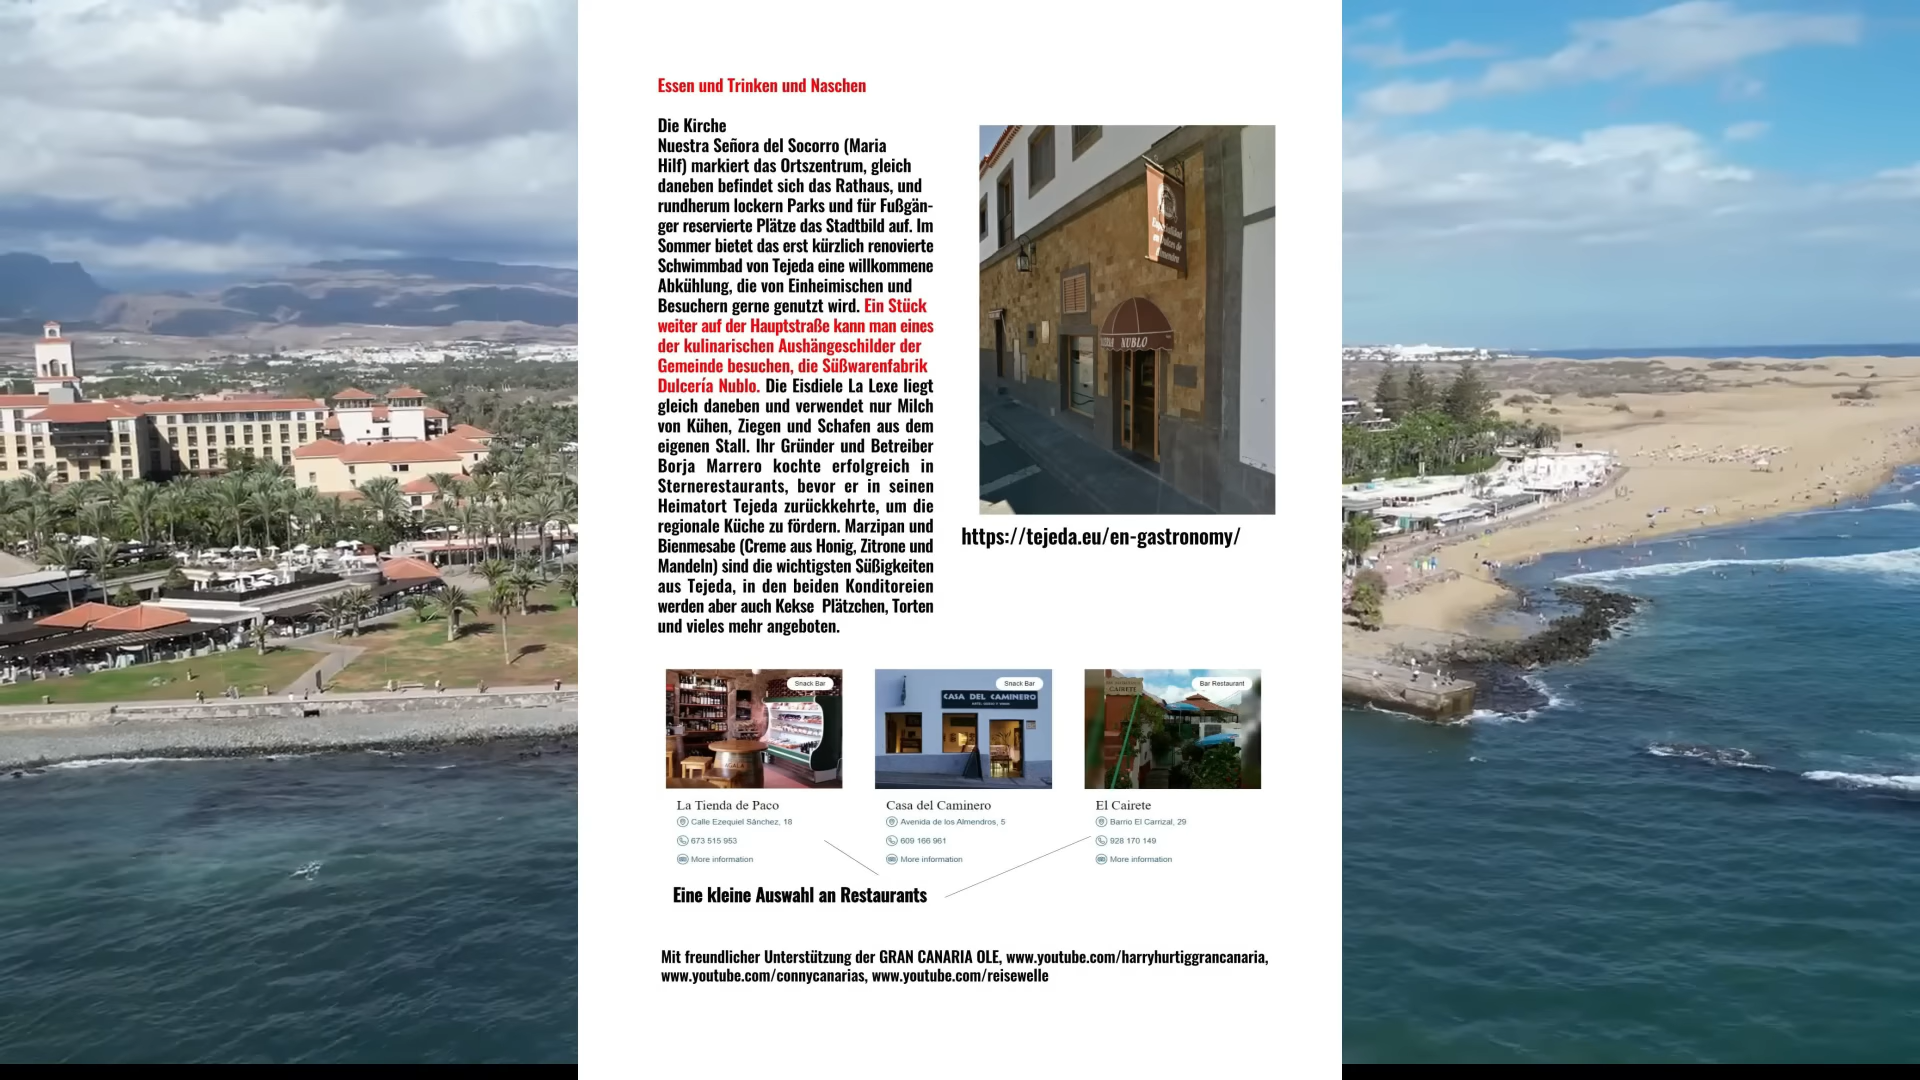 Essen und Trinken und Naschen
Die Kirche
Nuestra Señora del Socorro (Maria
Hilf) markiert das Ortszentrum, gleich
daneben befindet sich das Rathaus, und
rundherum lockern Parks und für Fußgän-
ger reservierte Plätze das Stadtbild auf. Im
Sommer bietet das erst kürzlich renovierte
Schwimmbad von Tejeda eine willkommene
Abkühlung, die von Einheimischen und
Besuchern gerne genutzt wird. Ein Stück
weiter auf der Hauptstraße kann man eines
der kulinarischen Aushängeschilder der
Gemeinde besuchen, die Süßwarenfabrik
Dulcería Nublo. Die Eisdiele La Lexe liegt
gleich daneben und verwendet nur Milch
von Kühen, Ziegen und Schafen aus dem
eigenen Stall. Ihr Gründer und Betreiber
Borja Marrero kochte erfolgreich in
Sternerestaurants, bevor er in seinen
Heimatort Tejeda zurückkehrte, um die
regionale Küche zu fördern. Marzipan und
Bienmesabe (Creme aus Honig, Zitrone und
Mandeln) sind die wichtigsten Süßigkeiten
aus Tejeda, in den beiden Konditoreien
werden aber auch Kekse Plätzchen, Torten
und vieles mehr angeboten.
NUBLO
https://tejeda.eu/en-gastronomy/
Snack Bar
La Tienda de Paco
Calle Ezequiel Sánchez, 18
673 515 953
More information
Snack Bar
CASA DEL CAMINERO
Casa del Caminero
Avenida de los Almendros, 5
609 166 961
More information
Bar Restaurant
CAIRETE
El Cairete
Barrio El Carrizal, 29
928 170 149
More information
Eine kleine Auswahl an Restaurants
Mit freundlicher Unterstützung der GRAN CANARIA OLE, www.youtube.com/harryhurtiggrancanaria,
www.youtube.com/connycanarias, www.youtube.com/reisewelle